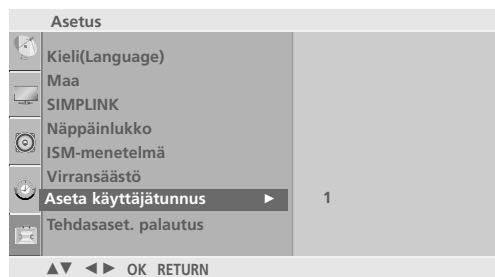 Asetus
Kieli(Language)
Maa
SIMPLINK
Näppäinlukko
ISM-menetelmä
Virransäästö
Aseta käyttäjätunnus ► 1
Tehdasaset. palautus
▲▼ ◄► OK RETURN